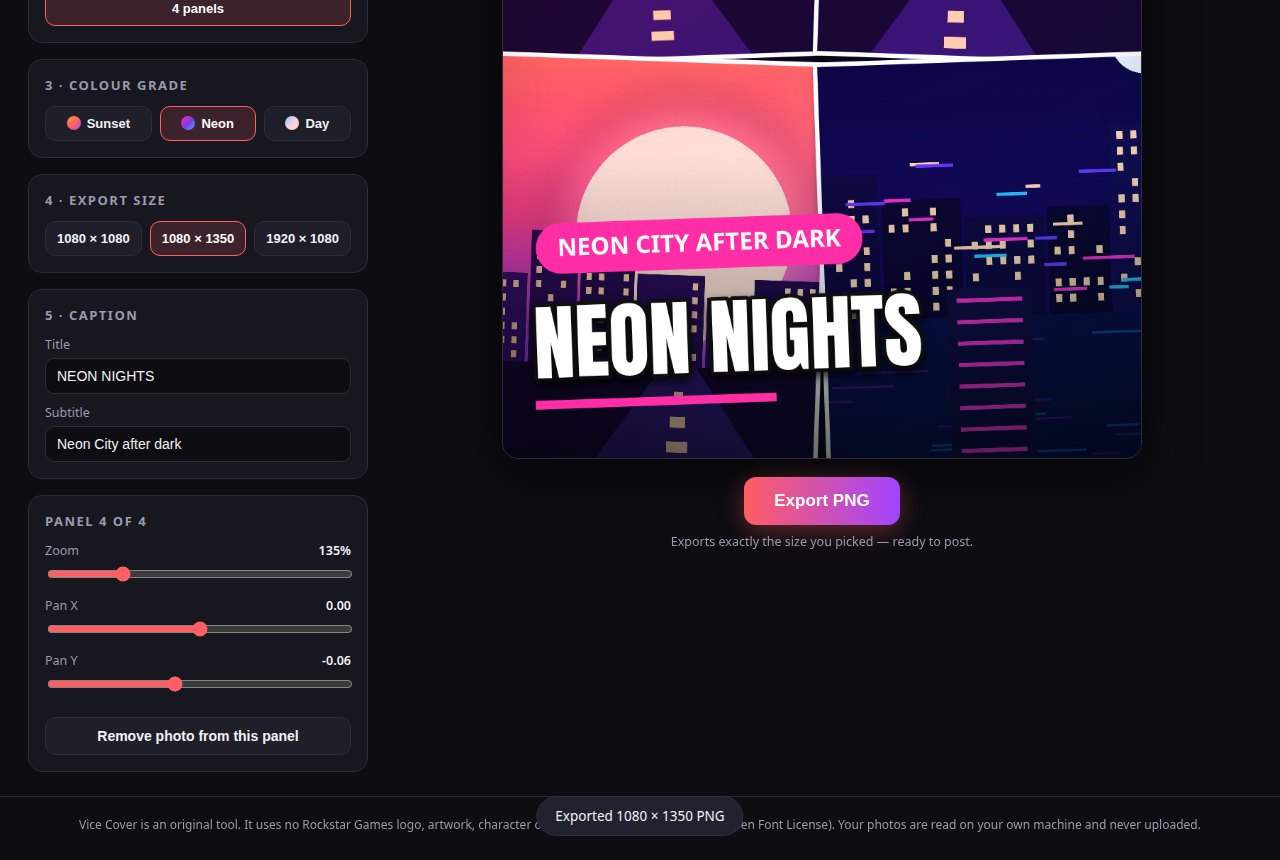 4 panels
3 · COLOUR GRADE
Sunset
Neon
Day
4 · EXPORT SIZE
1080 × 1080
1080 × 1350
1920 × 1080
5 · CAPTION
Title
NEON NIGHTS
Subtitle
Neon City after dark
PANEL 4 OF 4
Zoom
135%
Pan X
0.00
Pan Y
-0.06
Remove photo from this panel
NEON CITY AFTER DARK
NEON NIGHTS
Export PNG
Exports exactly the size you picked — ready to post.
Exported 1080 × 1350 PNG
Vice Cover is an original tool. It uses no Rockstar Games logo, artwork, character Font License). Your photos are read on your own machine and never uploaded.